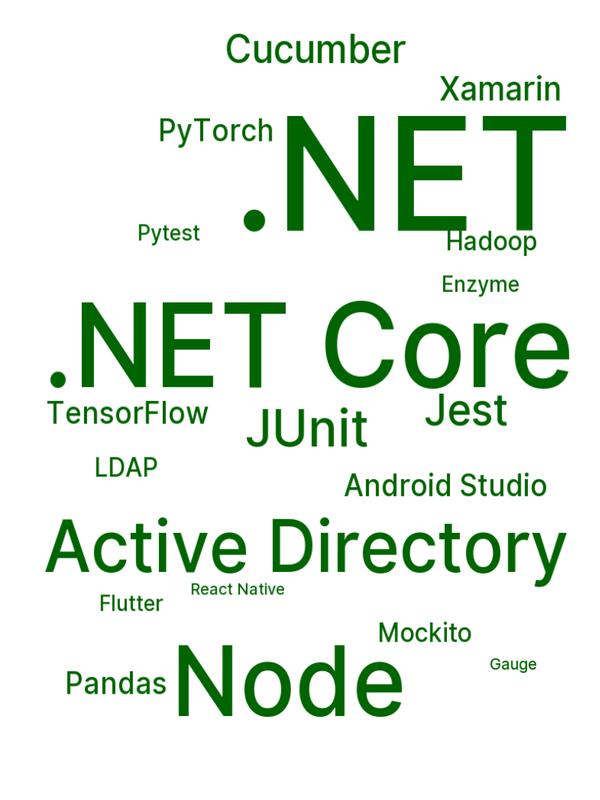 Cucumber
Xamarin
PyTorch
.NET
Pytest
Hadoop
Enzyme
.NET Core
TensorFlow
JUnit
Jest
LDAP
Android Studio
Active Directory
React Native
Flutter
Mockito
Gauge
Pandas
Node